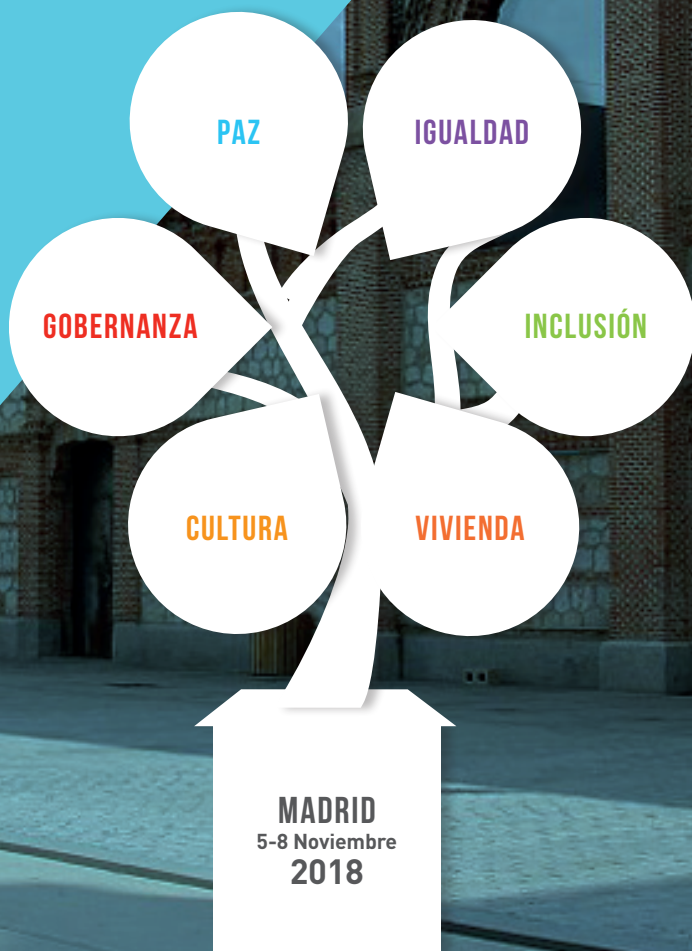 PAZ
IGUALDAD
GOBERNANZA
INCLUSIÓN
CULTURA
VIVIENDA
MADRID
5-8 Noviembre
2018